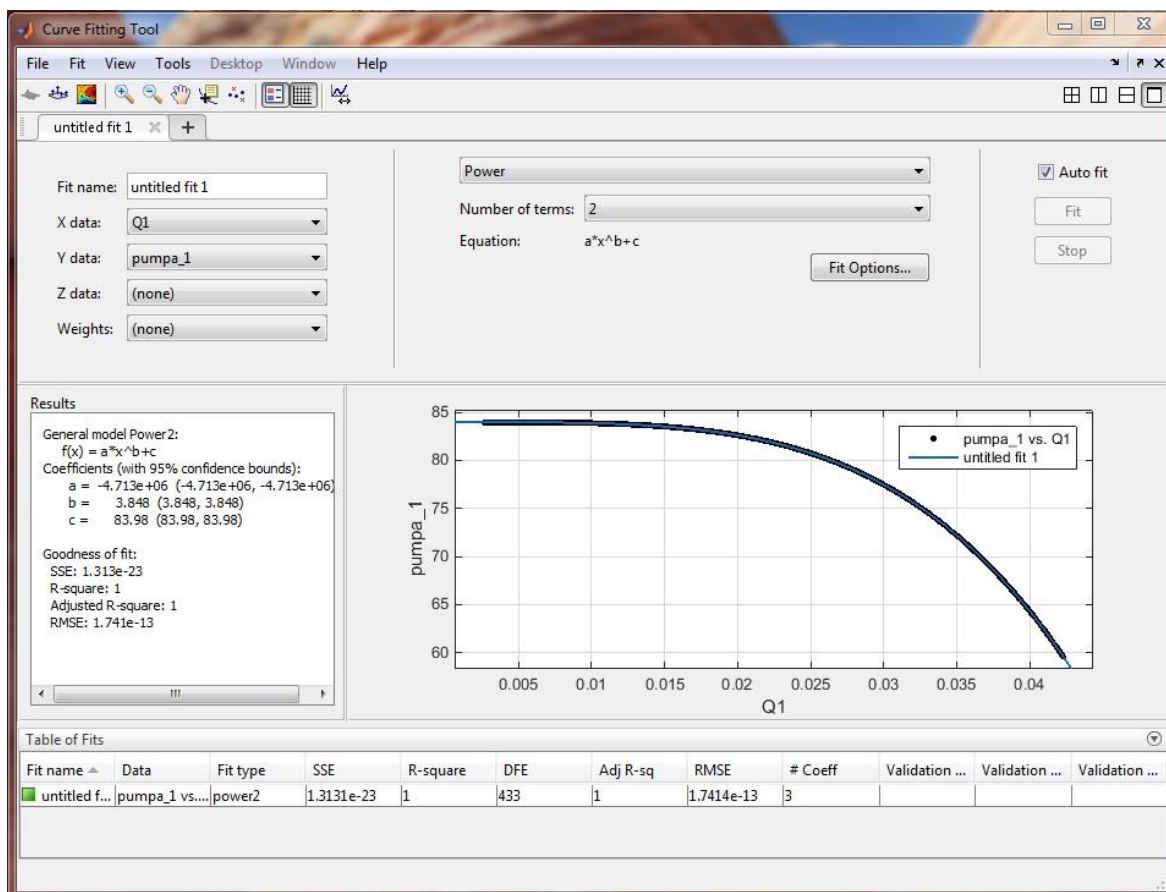 Curve Fitting Tool
File Fit View Tools Desktop Window Help
untitled fit 1
Fit name: untitled fit 1
X data: Q1
Y data: pumpa_1
Z data: (none)
Weights: (none)
Power
Number of terms: 2
Equation: a*x^b+c
Fit Options...
Auto fit
Fit
Stop
Results
General model Power2:
f(x) = a*x^b+c
Coefficients (with 95% confidence bounds):
a = -4.713e+06 (-4.713e+06, -4.713e+06)
b = 3.848 (3.848, 3.848)
c = 83.98 (83.98, 83.98)
Goodness of fit:
SSE: 1.313e-23
R-square: 1
Adjusted R-square: 1
RMSE: 1.741e-13
85
80
75
70
65
60
pumpa_1
pumpa_1 vs. Q1
untitled fit 1
0.005 0.01 0.015 0.02 0.025 0.03 0.035 0.04
Q1
Table of Fits
Fit name Data Fit type SSE R-square DFE Adj R-sq RMSE # Coeff Validation ... Validation ... Validation ...
untitled f... pumpa_1 vs.... power2 1.3131e-23 1 433 1 1.7414e-13 3